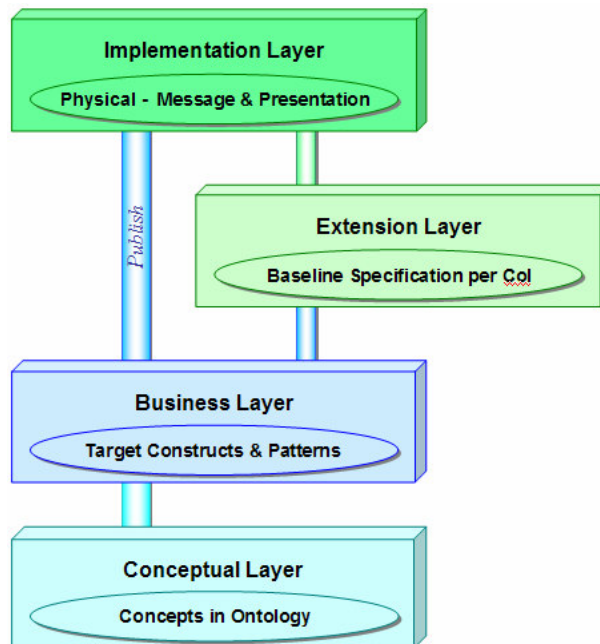 Implementation Layer
Physical - Message & Presentation
Publish
Extension Layer
Baseline Specification per CoI
Business Layer
Target Constructs & Patterns
Conceptual Layer
Concepts in Ontology